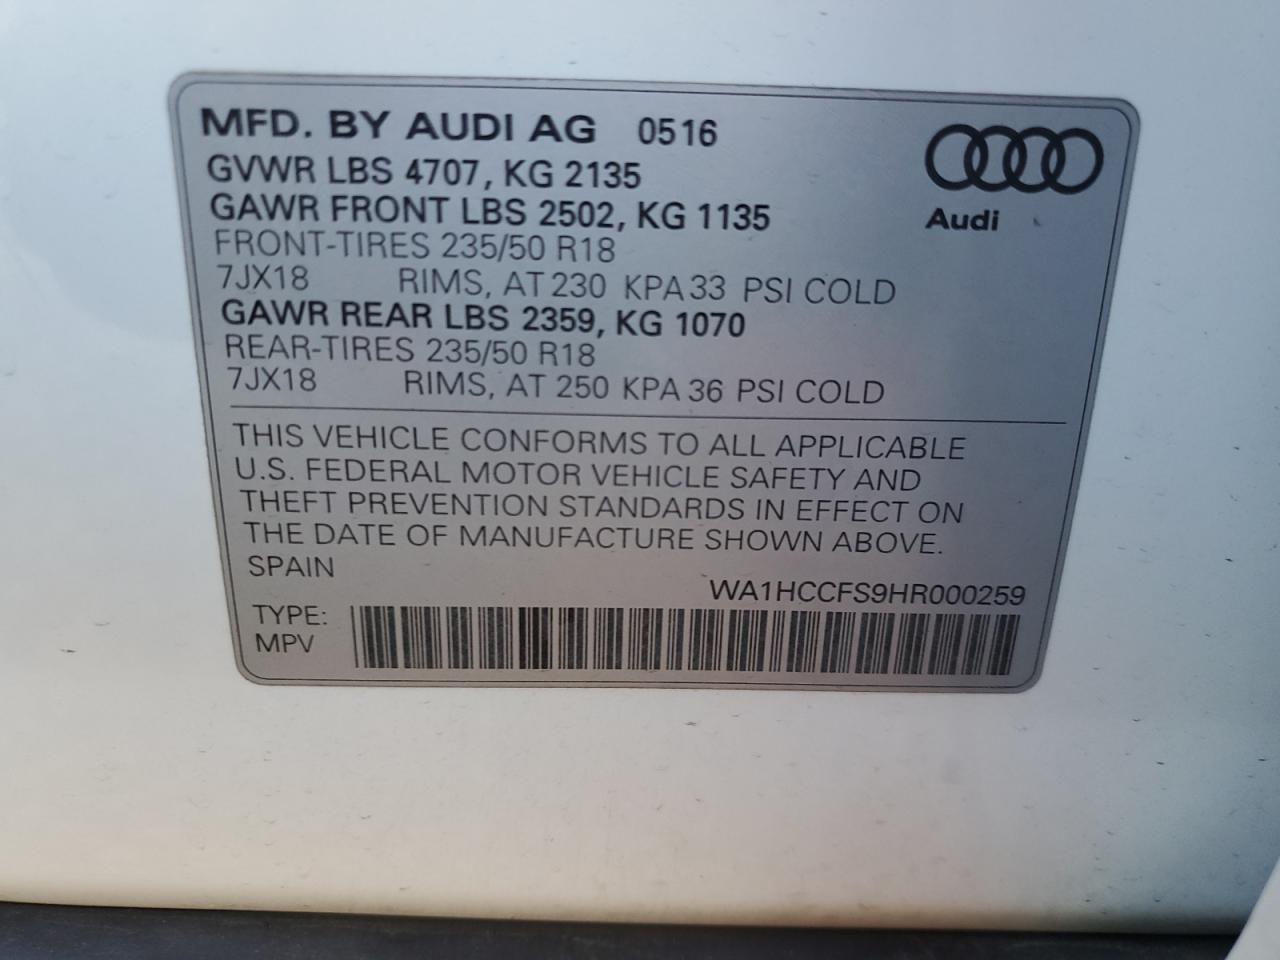 MFD. BY AUDI AG 0516
GVWR LBS 4707, KG 2135
GAWR FRONT LBS 2502, KG 1135
FRONT-TIRES 235/50 R18
7JX18 RIMS, AT 230 KPA 33 PSI COLD
GAWR REAR LBS 2359, KG 1070
REAR-TIRES 235/50 R18
7JX18 RIMS, AT 250 KPA 36 PSI COLD
Audi
THIS VEHICLE CONFORMS TO ALL APPLICABLE
U.S. FEDERAL MOTOR VEHICLE SAFETY AND
THEFT PREVENTION STANDARDS IN EFFECT ON
THE DATE OF MANUFACTURE SHOWN ABOVE.
SPAIN
WA1HCCFS9HR000259
TYPE:
MPV